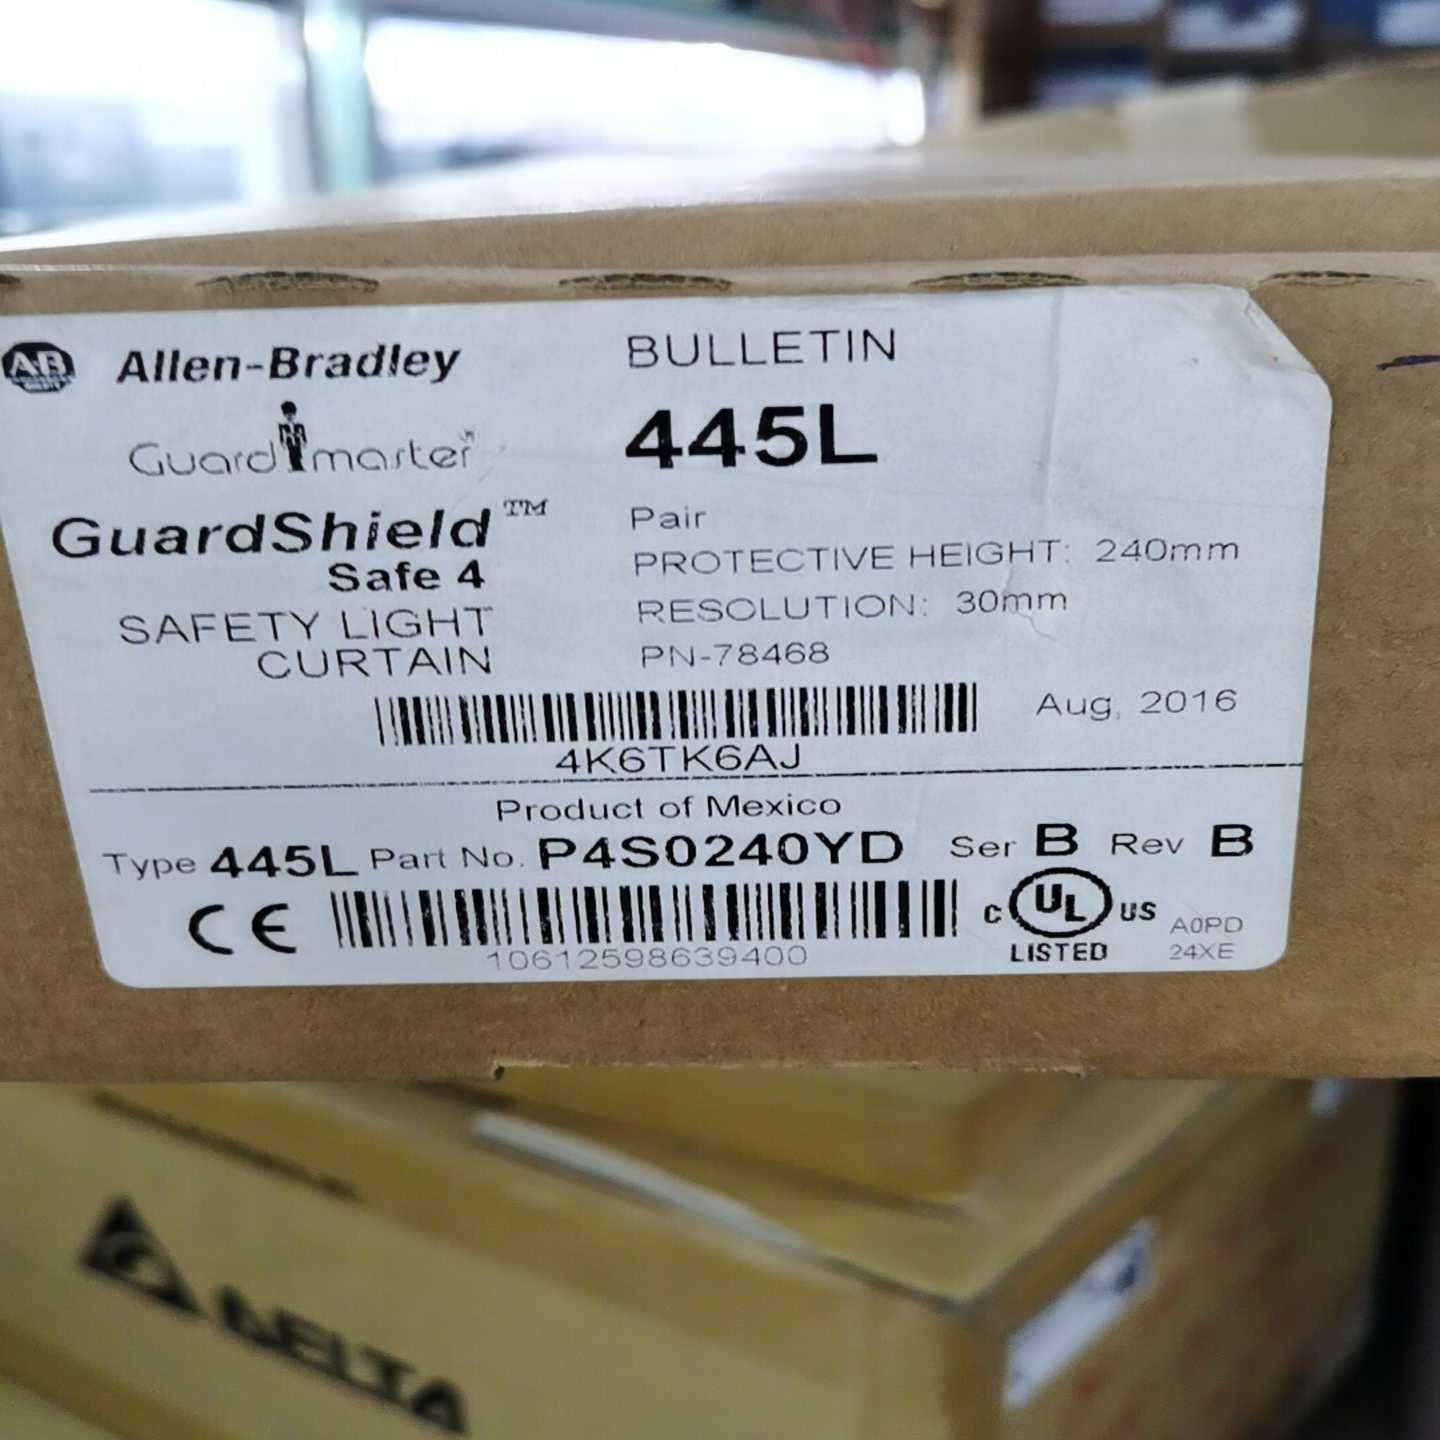 A-B Allen-Bradley
Guardmaster
GuardShield™
Safe 4
SAFETY LIGHT
CURTAIN
BULLETIN
445L
Pair
PROTECTIVE HEIGHT: 240mm
RESOLUTION: 30mm
PN-78468
Aug, 2016
4K6TK6AJ
Product of Mexico
Type 445L Part No. P4S0240YD Ser B Rev B
CE
10612598639400
C UL US
LISTED
A0PD
24XE
DELTA